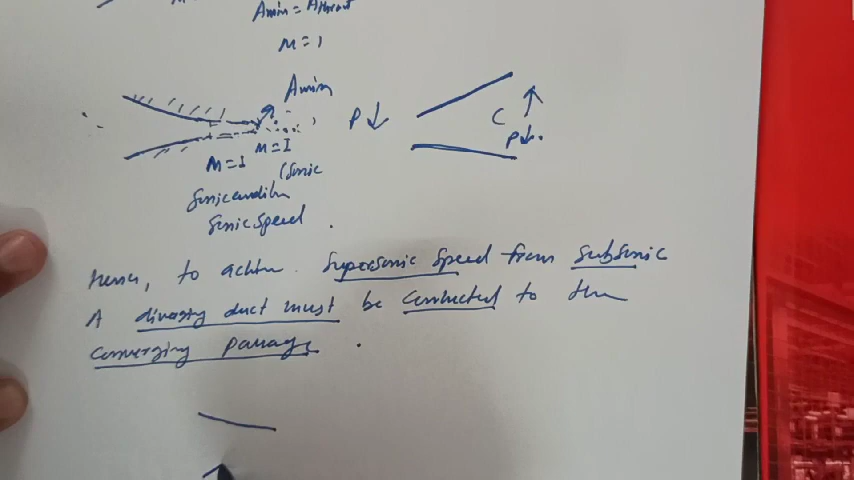 Amin = Athroat
M = 1
Amin
P↓
C ↑
P↓.
M=1 M=1
(Sonic
Sonic condition
Sonic speed.
Hence, to achieve Supersonic Speed from Subsonic
A diverging duct must be connected to the
Converging passage.